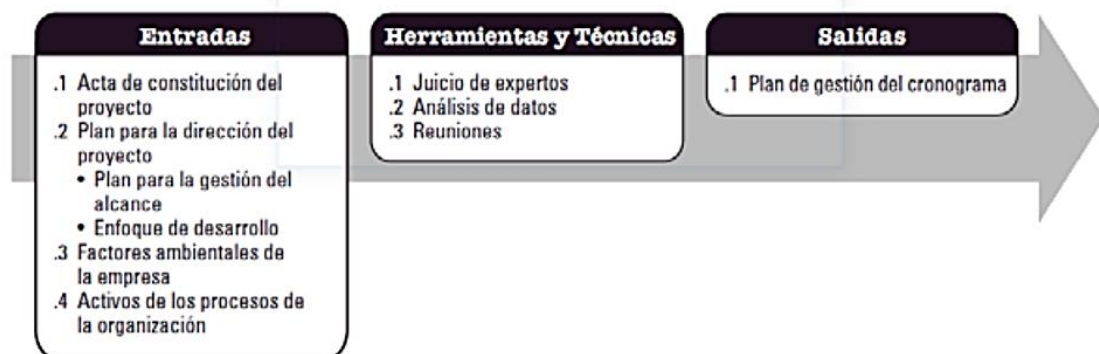 Entradas
.1 Acta de constitución del
proyecto
.2 Plan para la dirección del
proyecto
• Plan para la gestión del
alcance
• Enfoque de desarrollo
.3 Factores ambientales de
la empresa
.4 Activos de los procesos de
la organización
Herramientas y Técnicas
.1 Juicio de expertos
.2 Análisis de datos
.3 Reuniones
Salidas
.1 Plan de gestión del cronograma